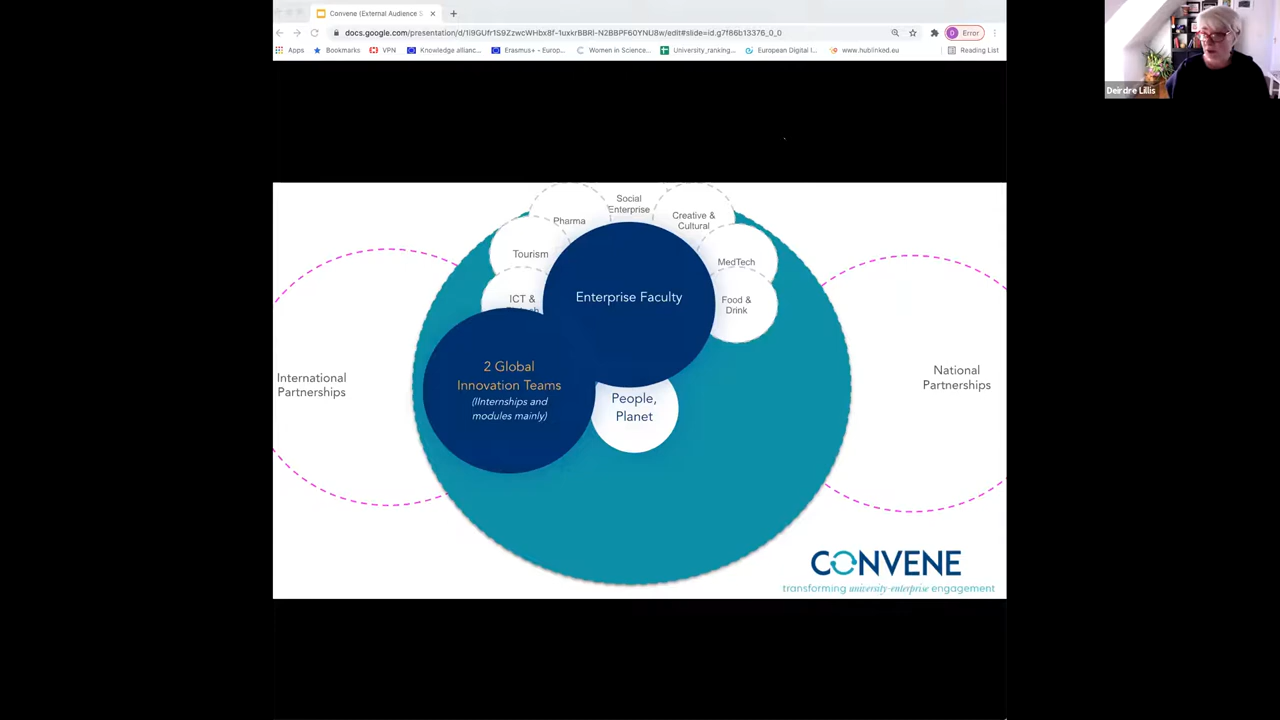 Convene (External Audience S
docs.google.com/presentation/d/1i9GUfr1S9ZzwcWHbx8f-1uxkrBBRI-N2BBPF60YNU8w/edit#slide=id.g7f86b13376_0_0
D Error
Apps
Bookmarks
VPN
Knowledge allianc...
Erasmus+ – Europ...
Women in Science...
University_ranking...
European Digital I...
www.hublinked.eu
Reading List
Deirdre Lillis
Social
Enterprise
Pharma
Creative &
Cultural
Tourism
MedTech
ICT &
Food &
Drink
Enterprise Faculty
2 Global
Innovation Teams
(IInternships and
modules mainly)
People,
Planet
International
Partnerships
National
Partnerships
CONVENE
transforming university-enterprise engagement